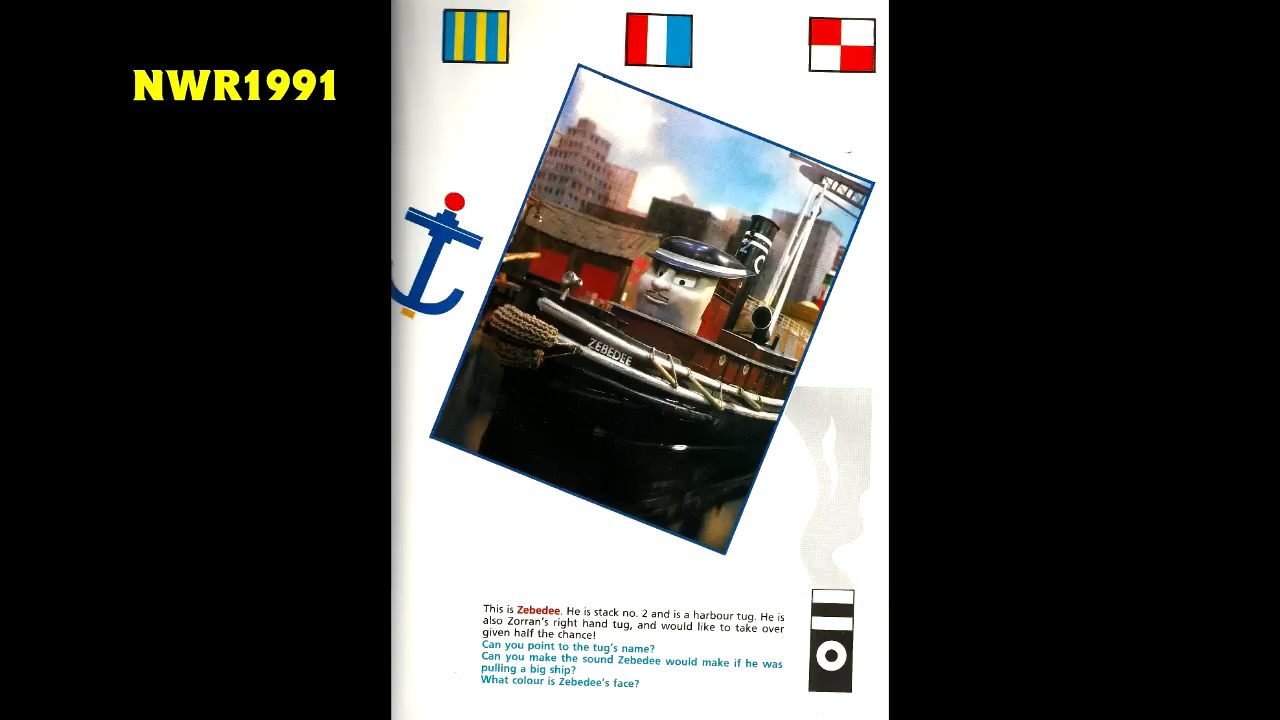 NWR1991
ZEBEDEE
This is Zebedee. He is stack no. 2 and is a harbour tug. He is
also Zorran's right hand tug, and would like to take over
given half the chance!
Can you point to the tug's name?
Can you make the sound Zebedee would make if he was
pulling a big ship?
What colour is Zebedee's face?